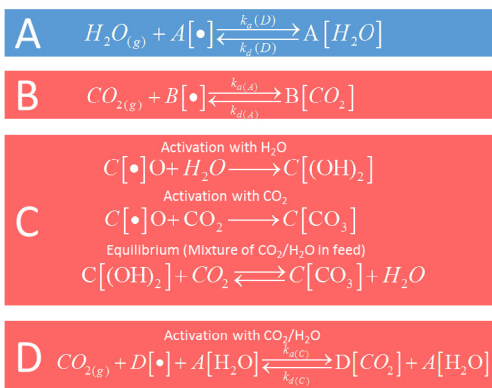 A
H₂O₍g₎ + A[•] ⇌ A[H₂O]
kₐ(D)
k_d(D)
B
CO₂₍g₎ + B[•] ⇌ B[CO₂]
k_a(A)
k_d(A)
C
Activation with H₂O
C[•]O+ H₂O ⟶ C[(OH)₂]
Activation with CO₂
C[•]O+CO₂ ⟶ C[CO₃]
Equilibrium (Mixture of CO₂/H₂O in feed)
C[(OH)₂]+ CO₂ ⇌ C[CO₃]+ H₂O
D
Activation with CO₂/H₂O
CO₂₍g₎ + D[•] + A[H₂O] ⇌ D[CO₂] + A[H₂O]
k_a(C)
k_d(C)